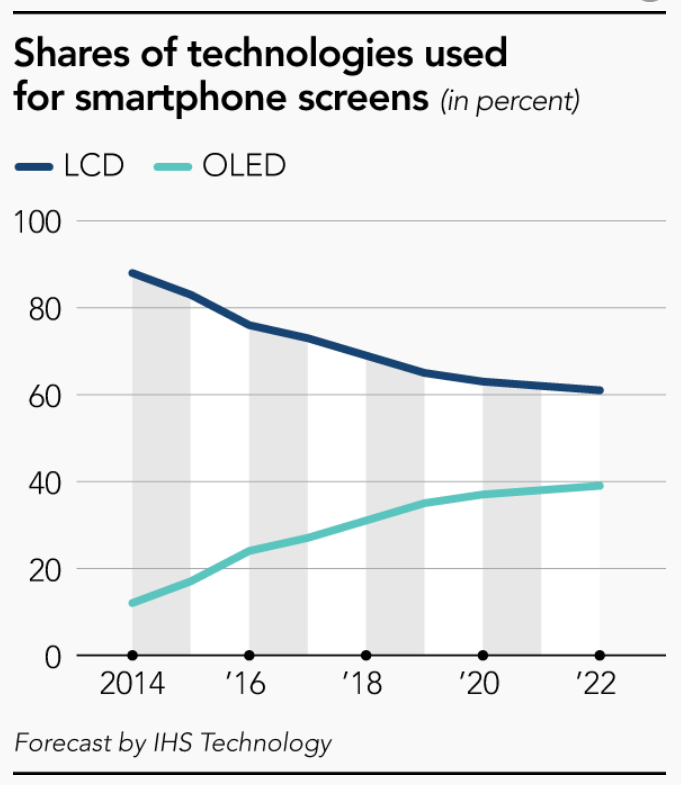 Shares of technologies used
for smartphone screens (in percent)
LCD OLED
100
80
60
40
20
0
2014 ’16 ’18 ’20 ’22
Forecast by IHS Technology